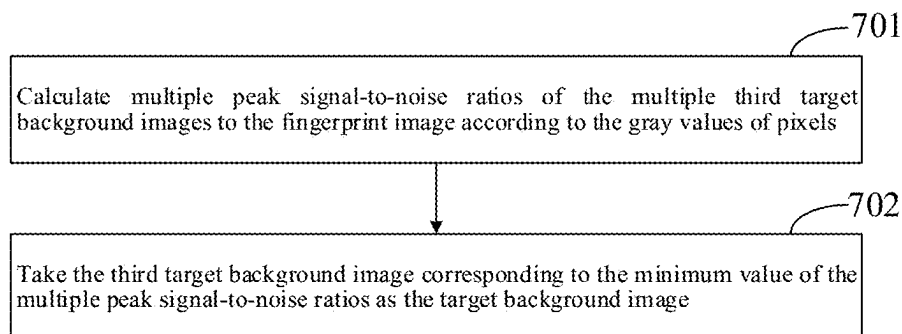 701
Calculate multiple peak signal-to-noise ratios of the multiple third target
background images to the fingerprint image according to the gray values of pixels
702
Take the third target background image corresponding to the minimum value of the
multiple peak signal-to-noise ratios as the target background image